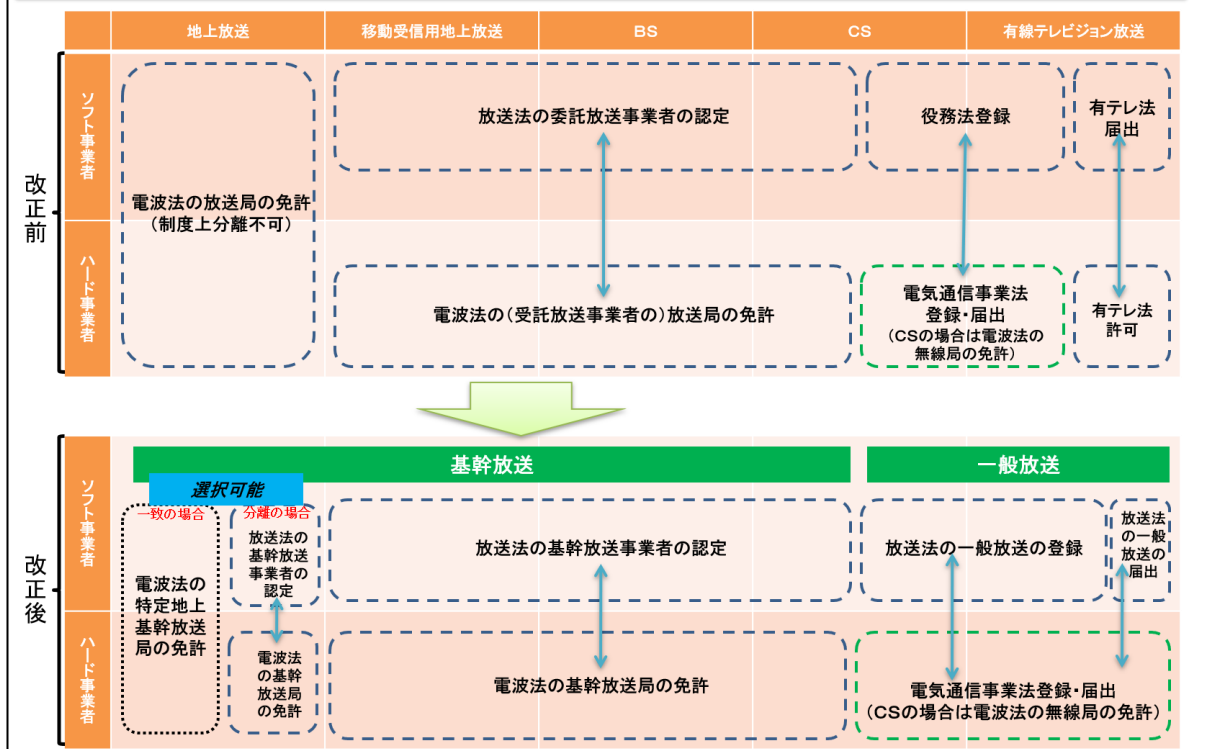 地上放送
移動受信用地上放送
BS
CS
有線テレビジョン放送
改正前
ソフト事業者
ハード事業者
電波法の放送局の免許
(制度上分離不可)
放送法の委託放送事業者の認定
役務法登録
有テレ法
届出
電波法の(受託放送事業者の)放送局の免許
電気通信事業法
登録・届出
(CSの場合は電波法の
無線局の免許)
有テレ法
許可
改正後
ソフト事業者
ハード事業者
基幹放送
一般放送
選択可能
一致の場合
分離の場合
電波法の
特定地上
基幹放送
局の免許
放送法の
基幹放送
事業者の
認定
放送法の基幹放送事業者の認定
放送法の一般放送の登録
放送法
の一般
放送の
届出
電波法
の基幹
放送局
の免許
電波法の基幹放送局の免許
電気通信事業法登録・届出
(CSの場合は電波法の無線局の免許)